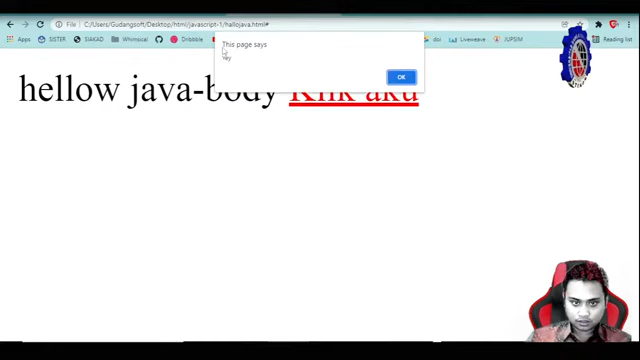 File | C:/Users/Gudangsoft/Desktop/html/javascript-1/hallojava.html#
Apps SISTER SIAKAD Whimsical Dribbble Liveweave JUPSIM Reading list
This page says
OK
hellow java-body Klik aku